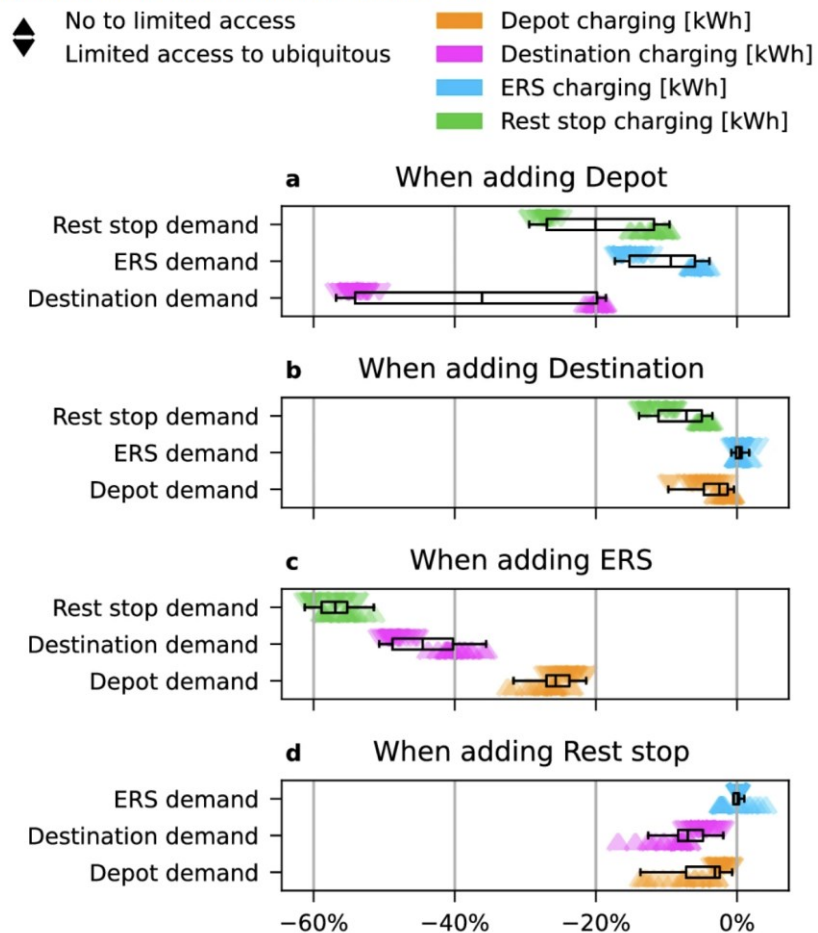 No to limited access
Limited access to ubiquitous
Depot charging [kWh]
Destination charging [kWh]
ERS charging [kWh]
Rest stop charging [kWh]
a When adding Depot
Rest stop demand
ERS demand
Destination demand
b When adding Destination
Rest stop demand
ERS demand
Depot demand
c When adding ERS
Rest stop demand
Destination demand
Depot demand
d When adding Rest stop
ERS demand
Destination demand
Depot demand
−60% −40% −20% 0%